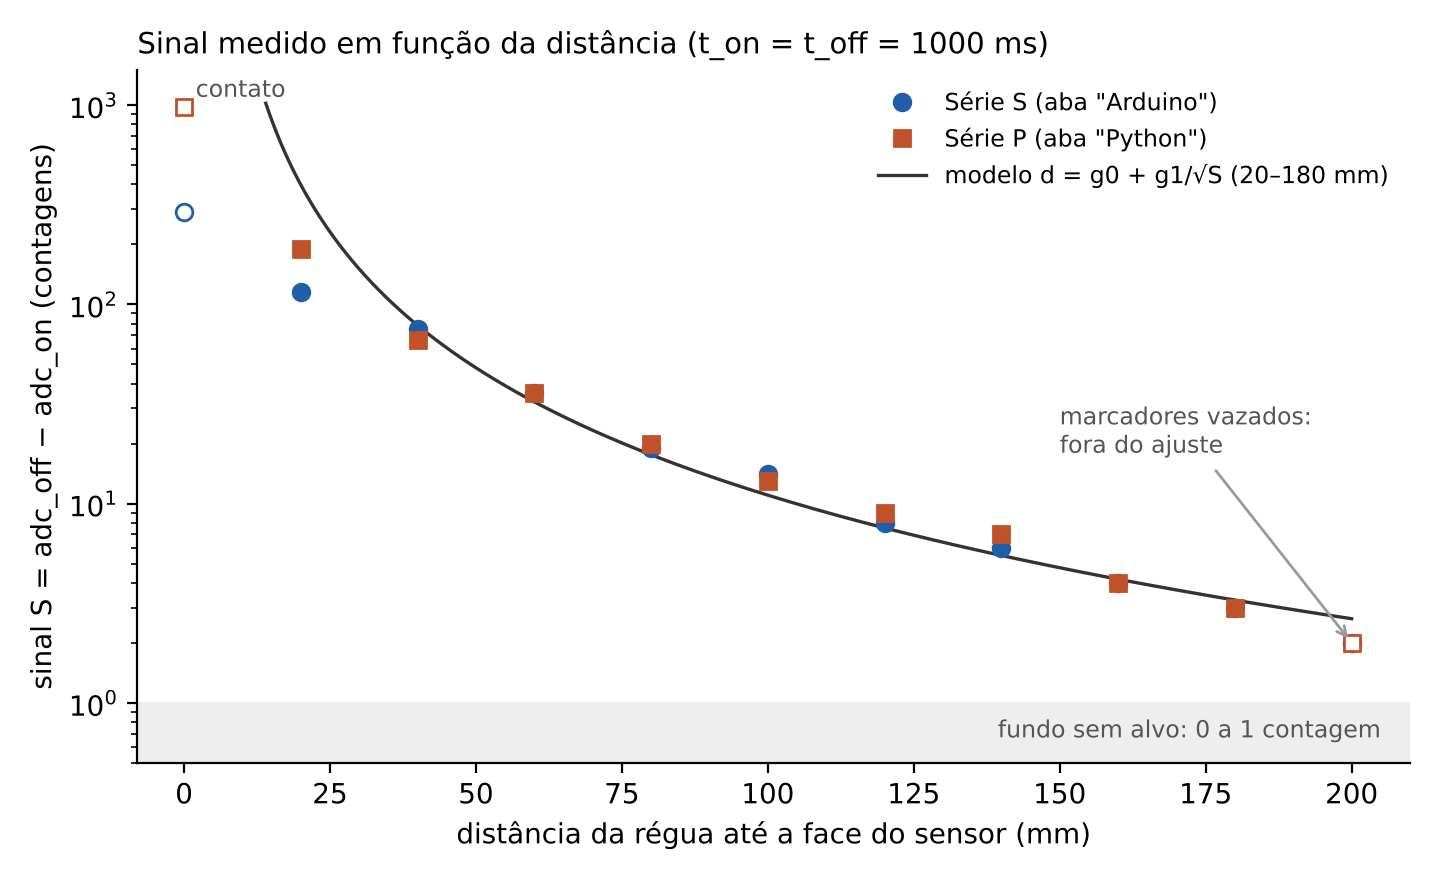 Sinal medido em função da distância (t_on = t_off = 1000 ms)
contato
Série S (aba "Arduino")
Série P (aba "Python")
modelo d = g0 + g1/√S (20–180 mm)
marcadores vazados:
fora do ajuste
fundo sem alvo: 0 a 1 contagem
sinal S = adc_off − adc_on (contagens)
10³
10²
10¹
10⁰
0 25 50 75 100 125 150 175 200
distância da régua até a face do sensor (mm)